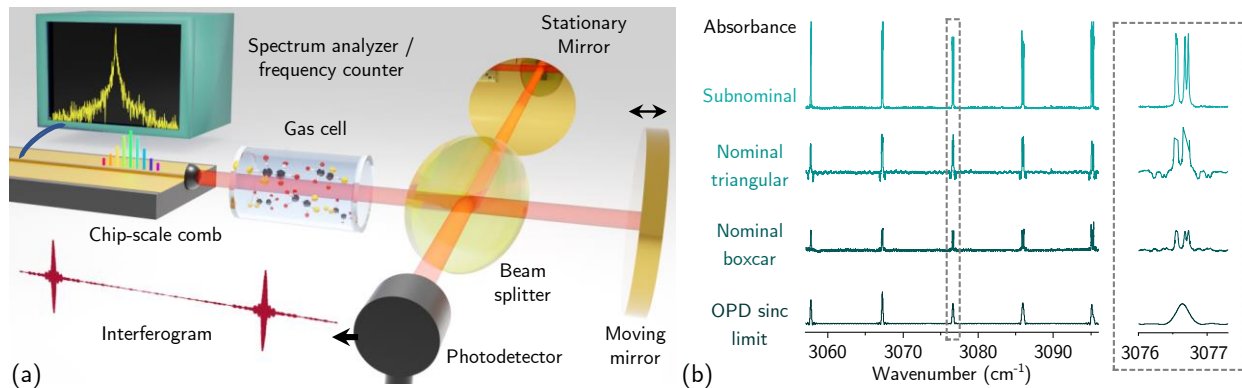 Stationary
Mirror
Spectrum analyzer /
frequency counter
Gas cell
Chip-scale comb
Beam
splitter
Interferogram
Photodetector
Moving
mirror
(a)
Absorbance
Subnominal
Nominal
triangular
Nominal
boxcar
OPD sinc
limit
3060
3070
3080
3090
3076
3077
Wavenumber (cm⁻¹)
(b)